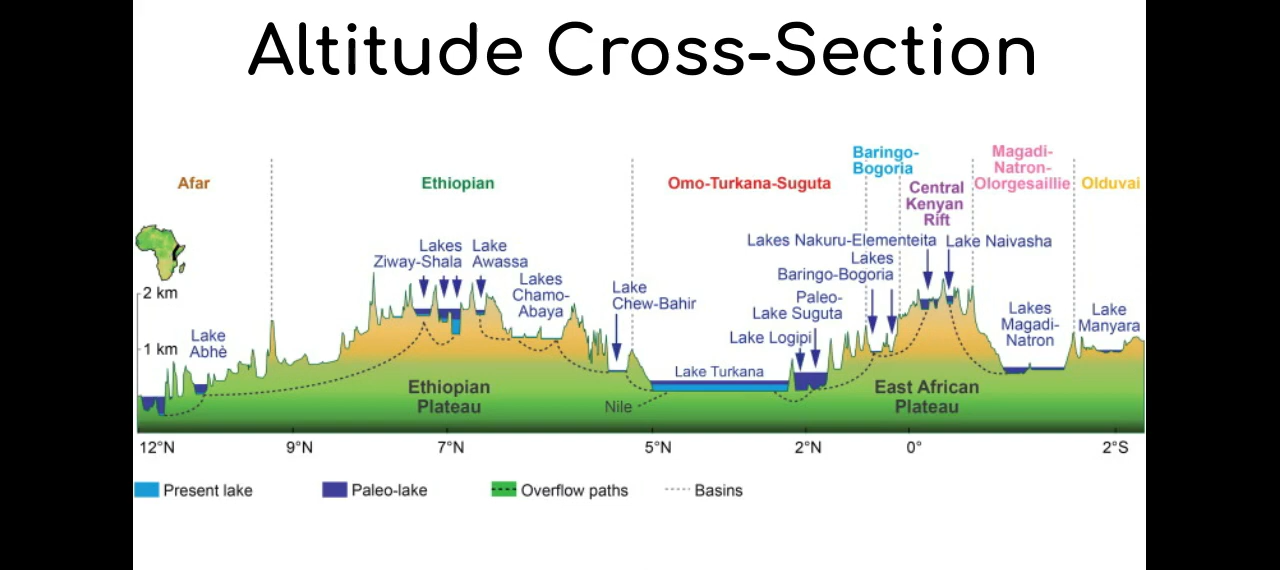 Altitude Cross-Section
Afar
Ethiopian
Omo-Turkana-Suguta
Baringo-
Bogoria
Central
Kenyan
Rift
Magadi-
Natron-
Olorgesaillie
Olduvai
2 km
1 km
Lake
Abhè
Lakes
Ziway-Shala
Lake
Awassa
Lakes
Chamo-
Abaya
Lake
Chew-Bahir
Lakes Nakuru-Elementeita
Lake Naivasha
Lakes
Baringo-Bogoria
Paleo-
Lake Suguta
Lake Logipi
Lake Turkana
Lakes
Magadi-
Natron
Lake
Manyara
Ethiopian
Plateau
Nile
East African
Plateau
12°N
9°N
7°N
5°N
2°N
0°
2°S
Present lake
Paleo-lake
Overflow paths
Basins